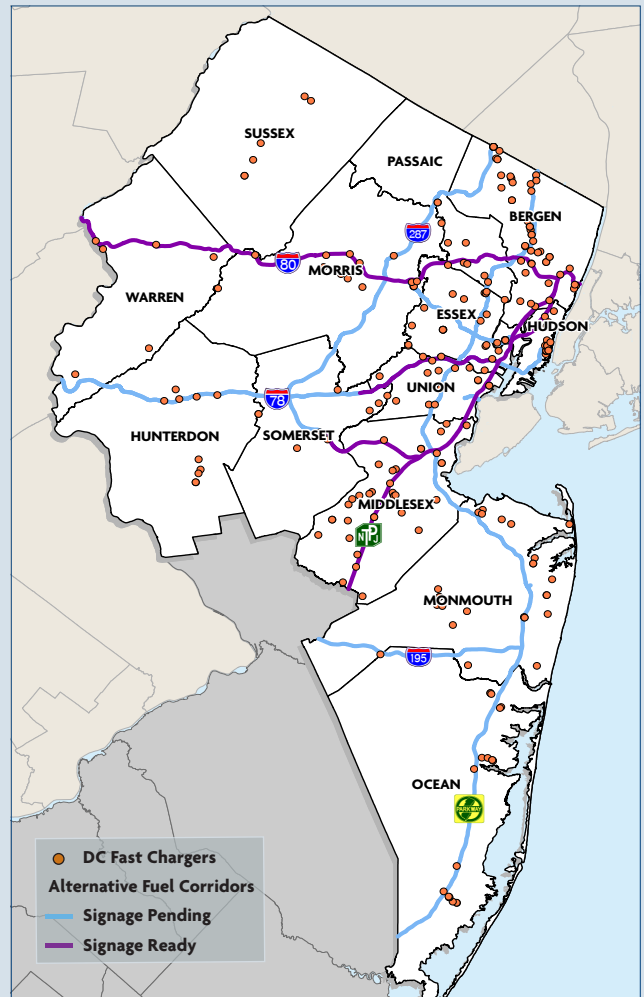 SUSSEX
PASSAIC
BERGEN
287
80
MORRIS
WARREN
ESSEX
HUDSON
UNION
78
HUNTERDON
SOMERSET
MIDDLESEX
NTPJ
MONMOUTH
195
OCEAN
PARKWAY
DC Fast Chargers
Alternative Fuel Corridors
Signage Pending
Signage Ready